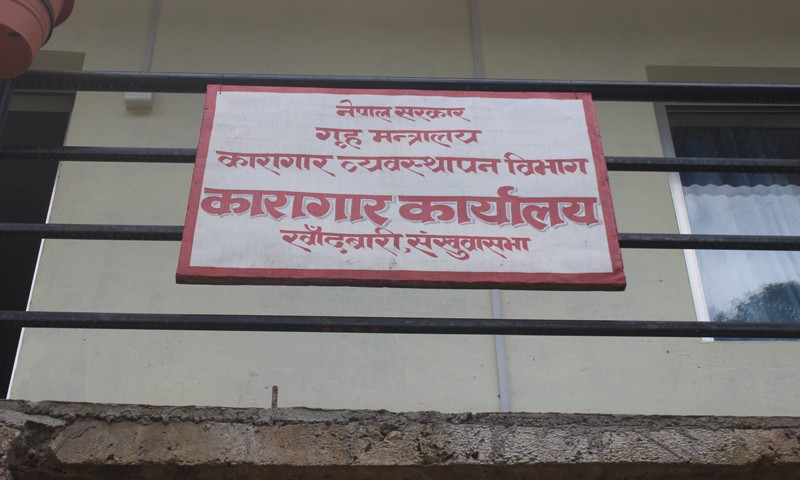 नेपाल सरकार
गृह मन्त्रालय
कारागार व्यवस्थापन विभाग
कारागार कार्यालय
खाँदबारी, संखुवासभा